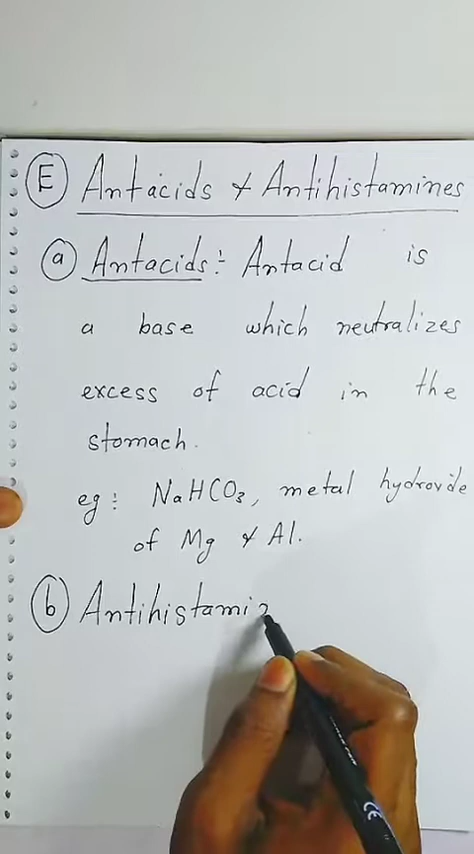 E Antacids & Antihistamines
a Antacids:- Antacid is
a base which neutralizes
excess of acid in the
stomach.
eg: NaHCO3, metal hydroxide
of Mg & Al.
b Antihistami
CE